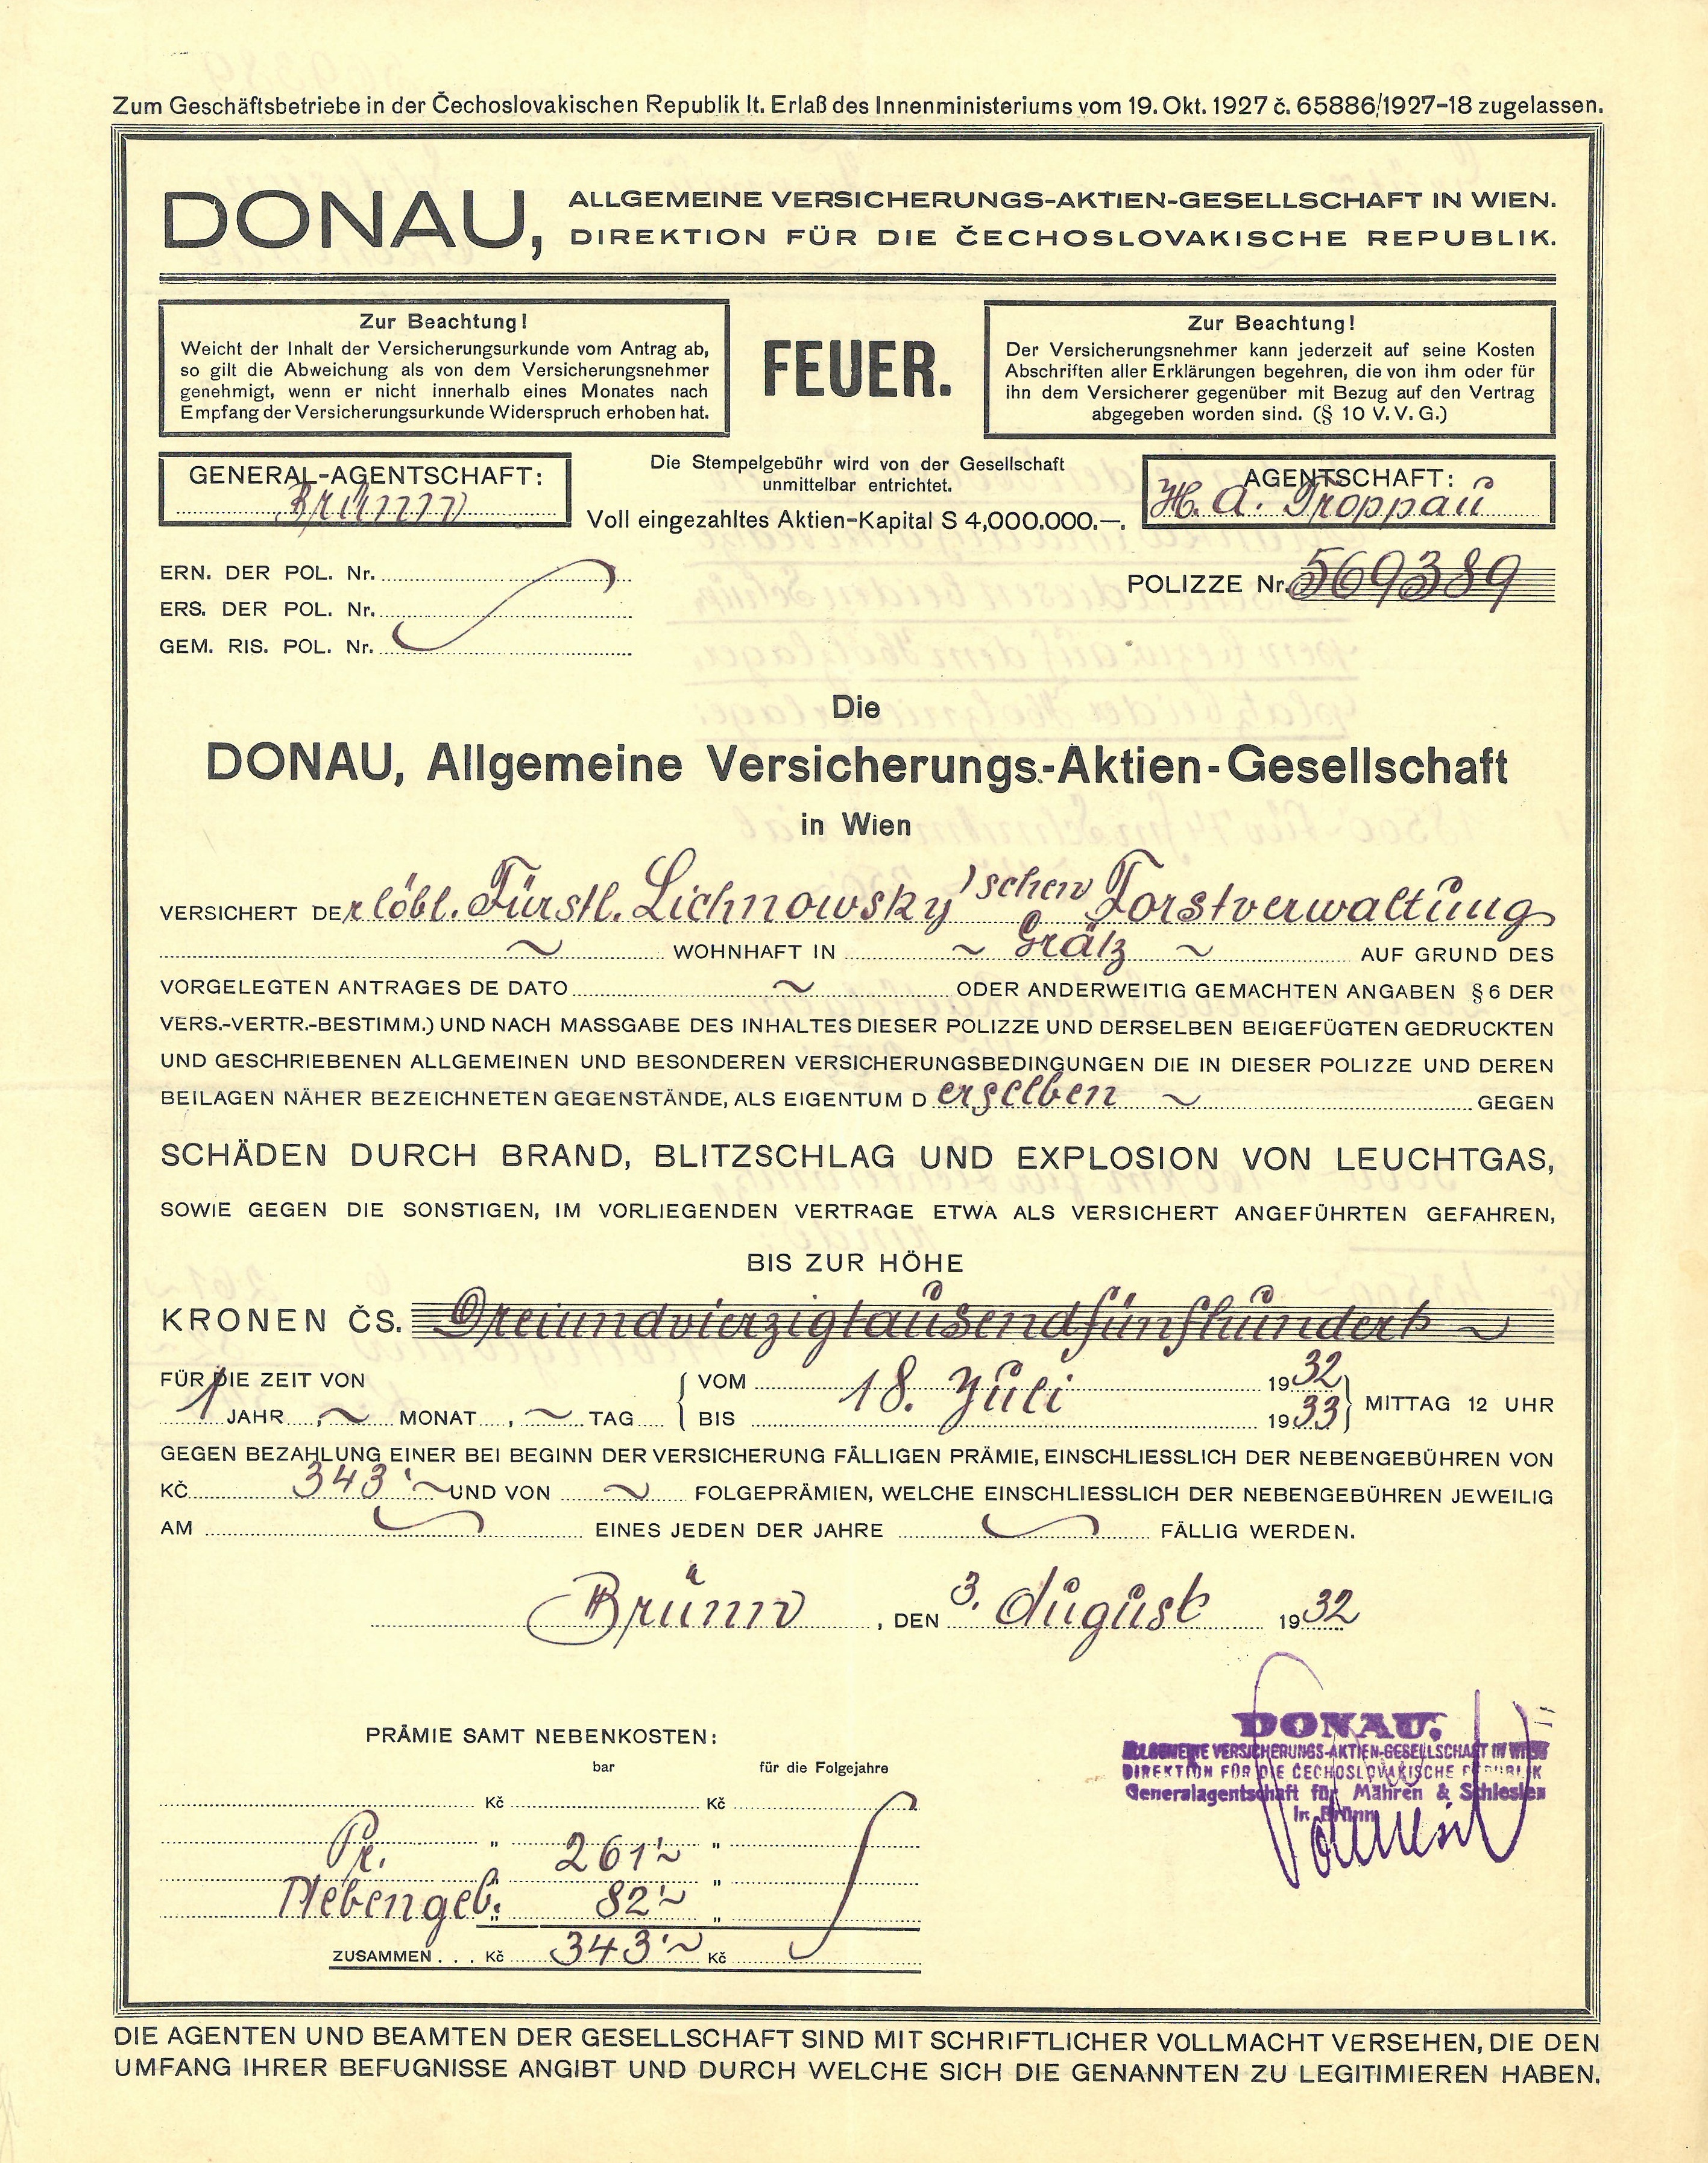 Zum Geschäftsbetriebe in der Čechoslovakischen Republik lt. Erlaß des Innenministeriums vom 19. Okt. 1927 č. 65886/1927-18 zugelassen.
DONAU, ALLGEMEINE VERSICHERUNGS-AKTIEN-GESELLSCHAFT IN WIEN.
DIREKTION FÜR DIE ČECHOSLOVAKISCHE REPUBLIK.
Zur Beachtung!
Weicht der Inhalt der Versicherungsurkunde vom Antrag ab,
so gilt die Abweichung als von dem Versicherungsnehmer
genehmigt, wenn er nicht innerhalb eines Monates nach
Empfang der Versicherungsurkunde Widerspruch erhoben hat.
FEUER.
Zur Beachtung!
Der Versicherungsnehmer kann jederzeit auf seine Kosten
Abschriften aller Erklärungen begehren, die von ihm oder für
ihn dem Versicherer gegenüber mit Bezug auf den Vertrag
abgegeben worden sind. (§ 10 V. V. G.)
GENERAL-AGENTSCHAFT:
Brünn
Die Stempelgebühr wird von der Gesellschaft
unmittelbar entrichtet.
Voll eingezahltes Aktien-Kapital S 4,000.000.—.
AGENTSCHAFT:
H. A. Troppau
ERN. DER POL. Nr.
ERS. DER POL. Nr.
GEM. RIS. POL. Nr.
POLIZZE Nr. 569389
Die
DONAU, Allgemeine Versicherungs-Aktien-Gesellschaft
in Wien
VERSICHERT DEr löbl. Fürstl. Lichnowsky'schen Forstverwaltung
~ WOHNHAFT IN ~ Grätz ~ AUF GRUND DES
VORGELEGTEN ANTRAGES DE DATO ~ ODER ANDERWEITIG GEMACHTEN ANGABEN § 6 DER
VERS.-VERTR.-BESTIMM.) UND NACH MASSGABE DES INHALTES DIESER POLIZZE UND DERSELBEN BEIGEFÜGTEN GEDRUCKTEN
UND GESCHRIEBENEN ALLGEMEINEN UND BESONDEREN VERSICHERUNGSBEDINGUNGEN DIE IN DIESER POLIZZE UND DEREN
BEILAGEN NÄHER BEZEICHNETEN GEGENSTÄNDE, ALS EIGENTUM Derselben ~ GEGEN
SCHÄDEN DURCH BRAND, BLITZSCHLAG UND EXPLOSION VON LEUCHTGAS,
SOWIE GEGEN DIE SONSTIGEN, IM VORLIEGENDEN VERTRAGE ETWA ALS VERSICHERT ANGEFÜHRTEN GEFAHREN,
BIS ZUR HÖHE
KRONEN ČS. Dreiundvierzigtausendfünfhundert ~
FÜR DIE ZEIT VON
1 JAHR, ~ MONAT, ~ TAG
VOM 18. Juli 1932
BIS 1933
MITTAG 12 UHR
GEGEN BEZAHLUNG EINER BEI BEGINN DER VERSICHERUNG FÄLLIGEN PRÄMIE, EINSCHLIESSLICH DER NEBENGEBÜHREN VON
KČ 343'~ UND VON ~ FOLGEPRÄMIEN, WELCHE EINSCHLIESSLICH DER NEBENGEBÜHREN JEWEILIG
AM EINES JEDEN DER JAHRE FÄLLIG WERDEN.
Brünn, DEN 3. August 1932
DONAU,
ALLGEMEINE VERSICHERUNGS-AKTIEN-GESELLSCHAFT IN WIEN
DIREKTION FÜR DIE ČECHOSLOVAKISCHE REPUBLIK
Generalagentschaft für Mähren & Schlesien
in Brünn
PRÄMIE SAMT NEBENKOSTEN:
bar für die Folgejahre
Kč Kč
Pr. " 261'~ "
Nebengeb. " 82'~ "
ZUSAMMEN . . . Kč 343'~ Kč
DIE AGENTEN UND BEAMTEN DER GESELLSCHAFT SIND MIT SCHRIFTLICHER VOLLMACHT VERSEHEN, DIE DEN
UMFANG IHRER BEFUGNISSE ANGIBT UND DURCH WELCHE SICH DIE GENANNTEN ZU LEGITIMIEREN HABEN.